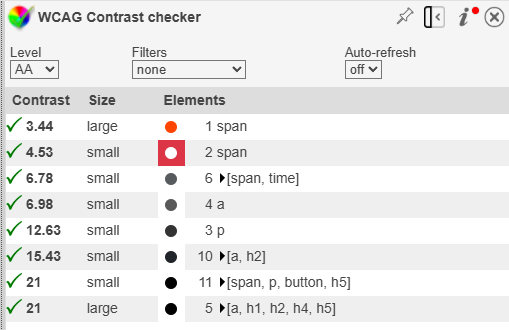 WCAG Contrast checker
Level Filters Auto-refresh
AA none off
Contrast Size Elements
3.44 large 1 span
4.53 small 2 span
6.78 small 6 [span, time]
6.98 small 4 a
12.63 small 3 p
15.43 small 10 [a, h2]
21 small 11 [span, p, button, h5]
21 large 5 [a, h1, h2, h4, h5]